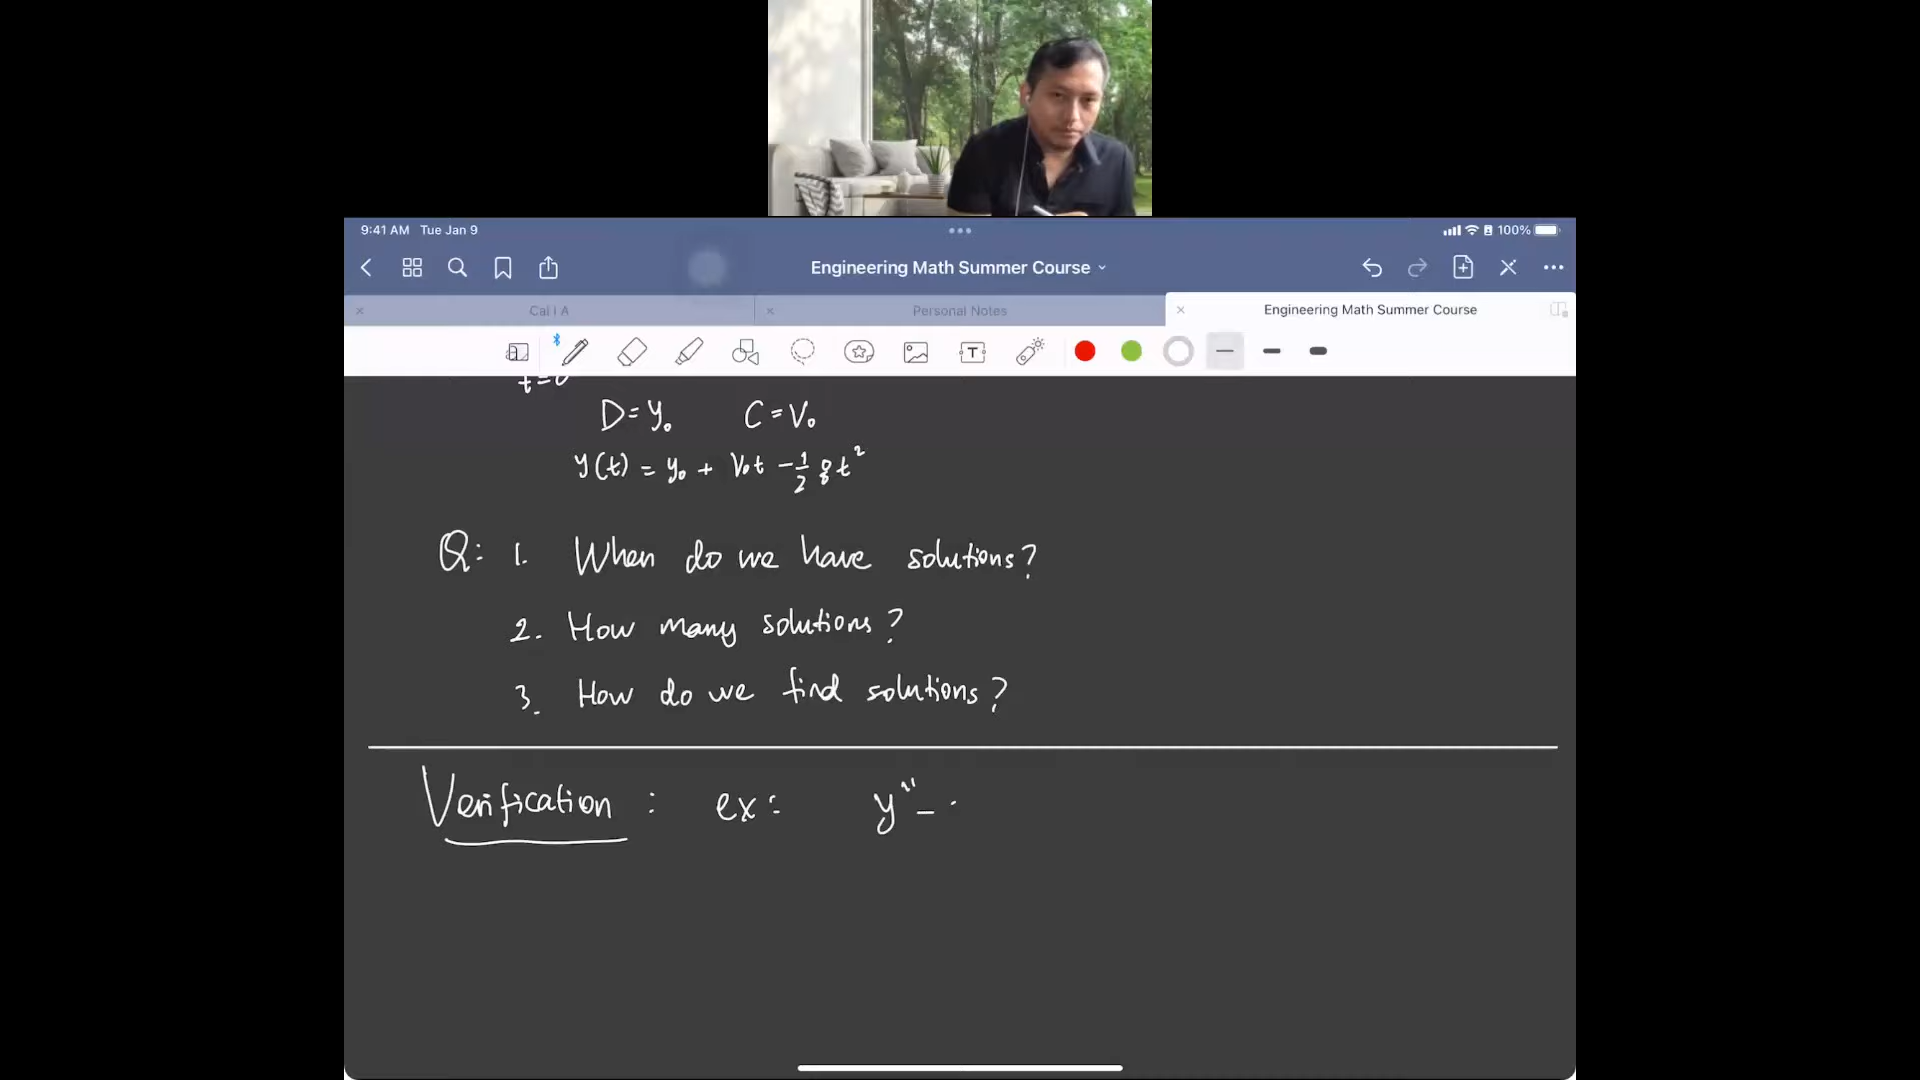 9:41 AM Tue Jan 9
100%
Engineering Math Summer Course
Cal I A
Personal Notes
Engineering Math Summer Course
T
t=0
D=y₀ C=V₀
y(t) = y₀ + V₀t - 1/2 gt²
Q: 1. When do we have solutions?
2. How many solutions?
3. How do we find solutions?
Verification : ex: y" -